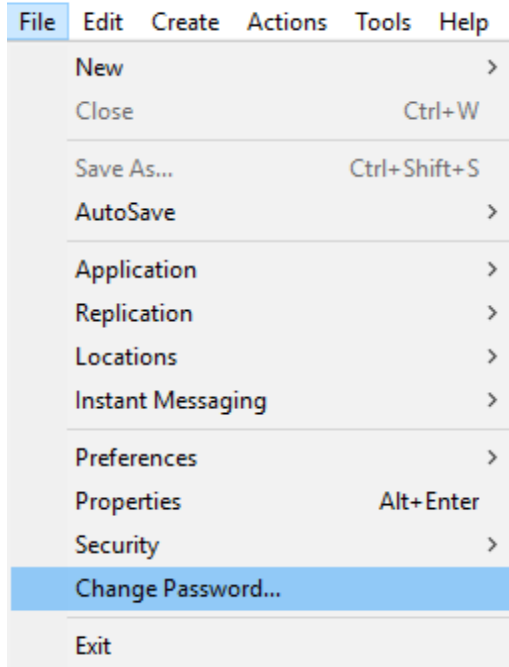 File Edit Create Actions Tools Help
New >
Close Ctrl+W
Save As... Ctrl+Shift+S
AutoSave >
Application >
Replication >
Locations >
Instant Messaging >
Preferences >
Properties Alt+Enter
Security >
Change Password...
Exit